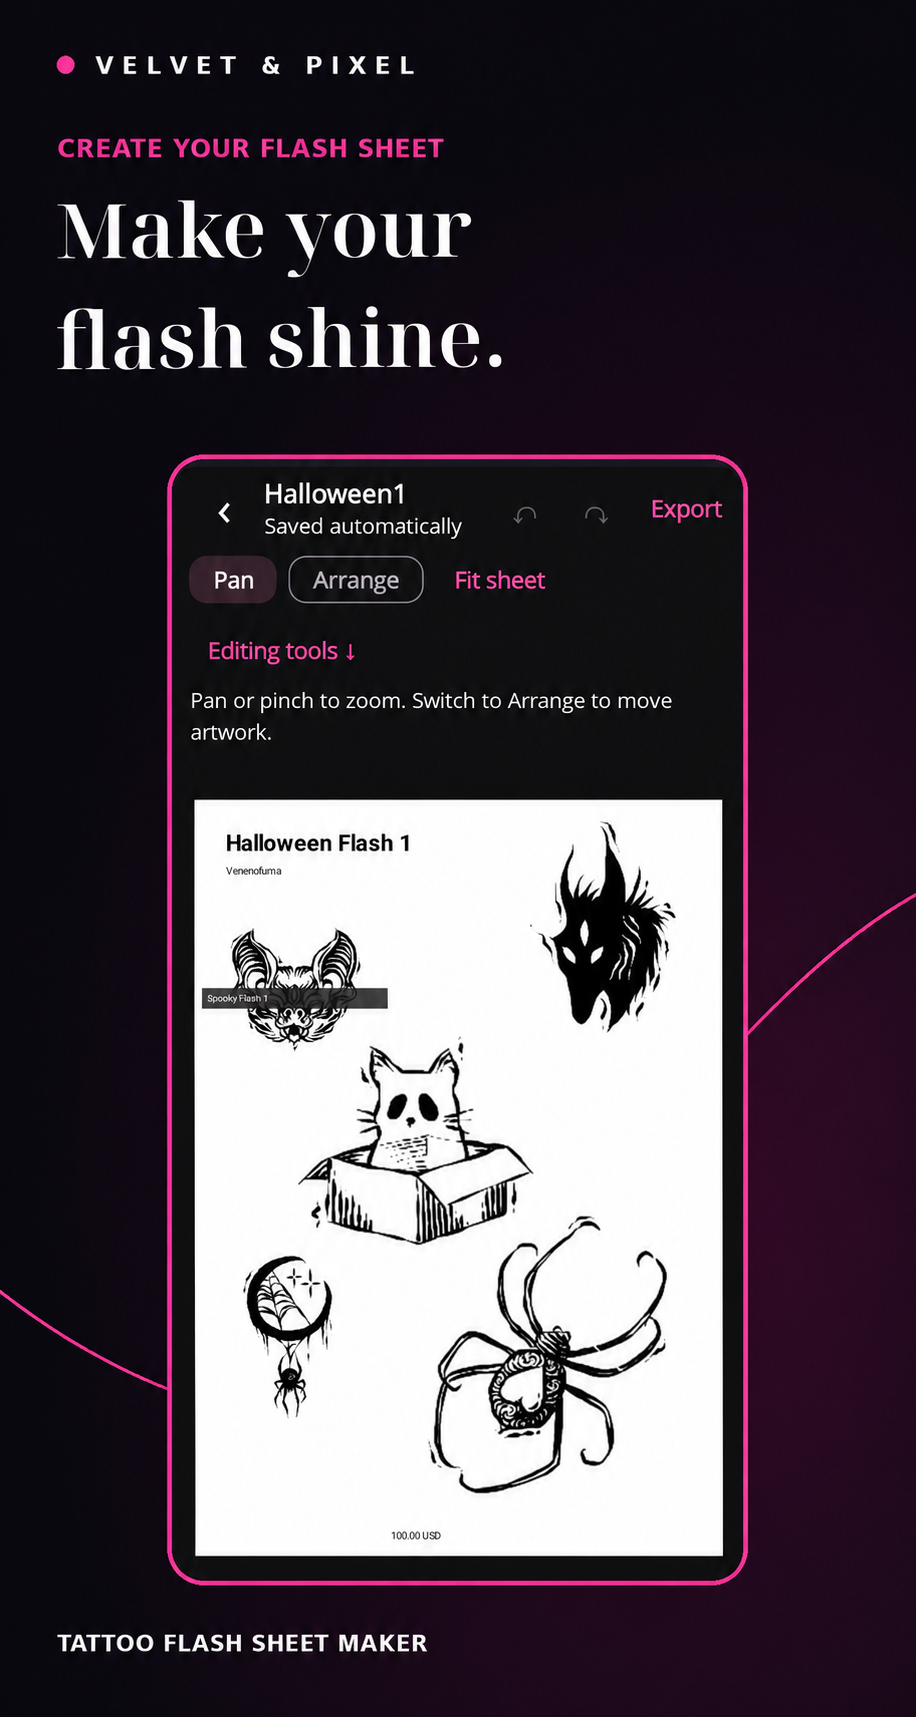 VELVET & PIXEL
CREATE YOUR FLASH SHEET
Make your
flash shine.
Halloween1
Saved automatically
Export
Pan
Arrange
Fit sheet
Editing tools ↓
Pan or pinch to zoom. Switch to Arrange to move
artwork.
Halloween Flash 1
Venenofuma
Spooky Flash 1
100.00 USD
TATTOO FLASH SHEET MAKER